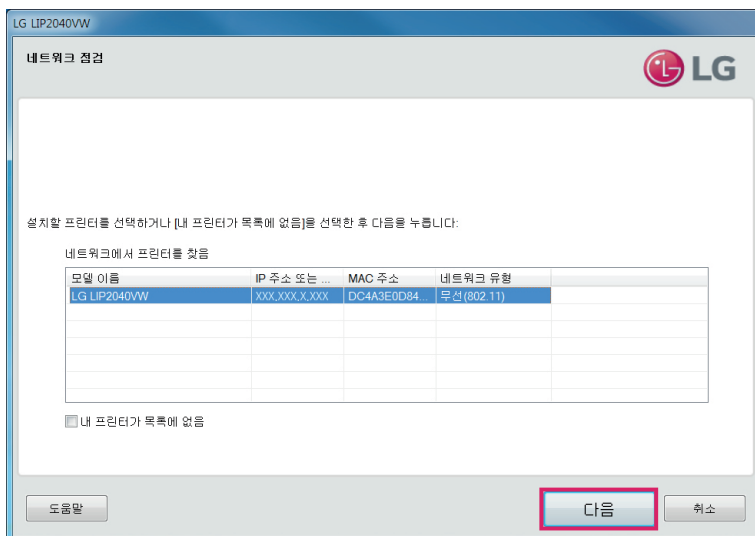 LG LIP2040VW
네트워크 점검
LG
설치할 프린터를 선택하거나 [내 프린터가 목록에 없음]을 선택한 후 다음을 누릅니다:
네트워크에서 프린터를 찾음
모델 이름 IP 주소 또는 ... MAC 주소 네트워크 유형
LG LIP2040VW XXX,XXX,X,XXX DC4A3E0D84... 무선(802.11)
내 프린터가 목록에 없음
도움말 다음 취소